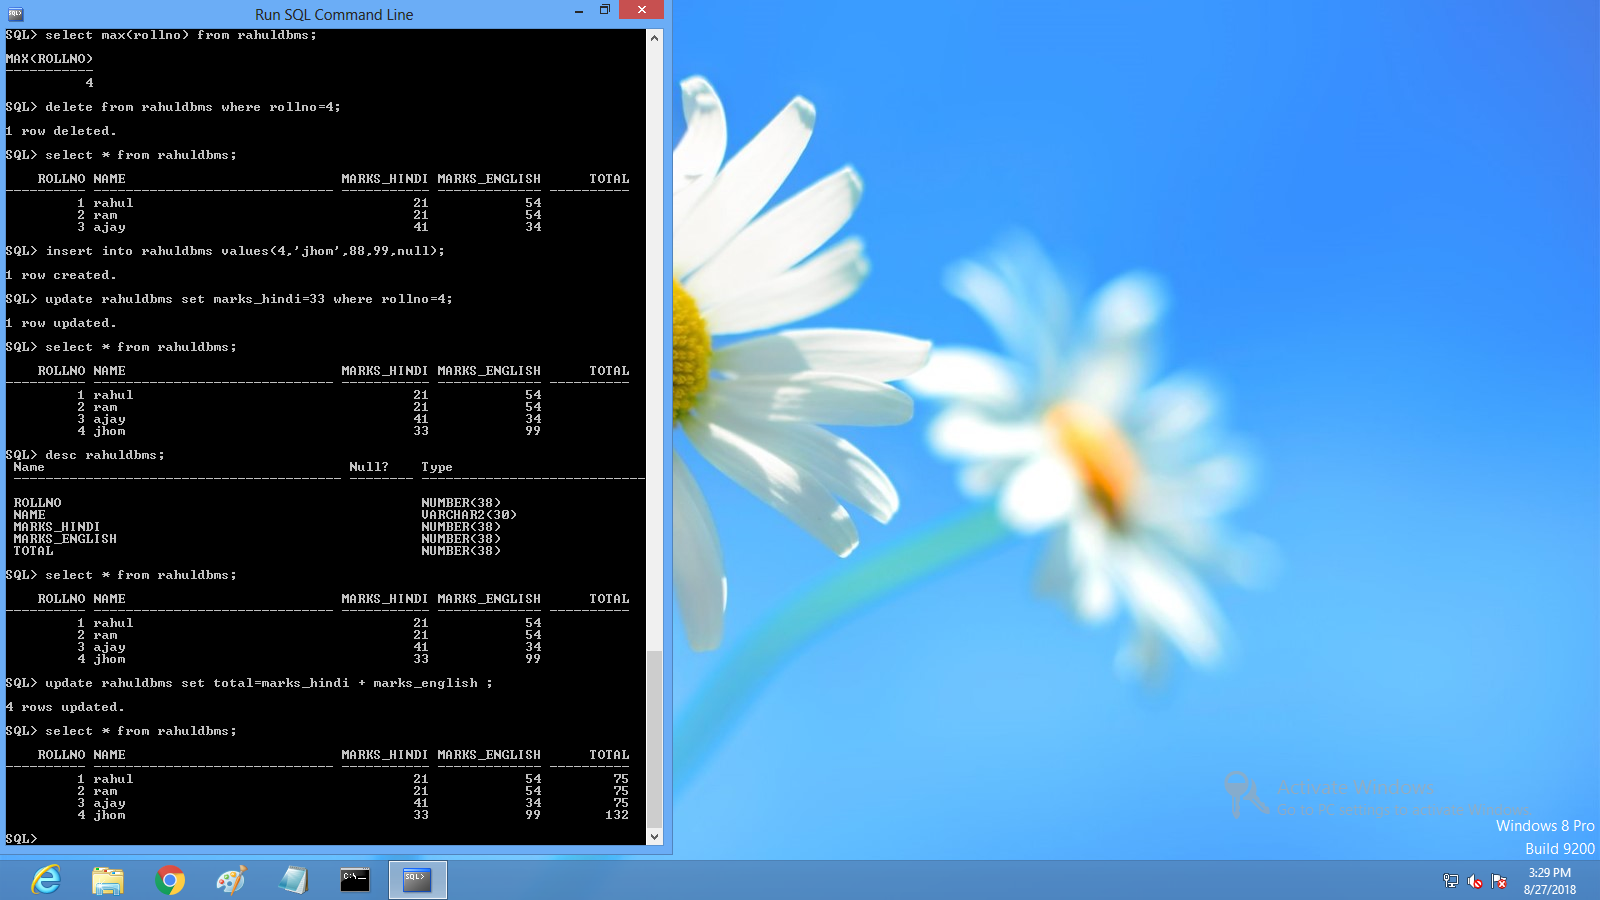 Run SQL Command Line
SQL> select max(rollno) from rahuldbms;
MAX(ROLLNO)
-----------
4
SQL> delete from rahuldbms where rollno=4;
1 row deleted.
SQL> select * from rahuldbms;
ROLLNO NAME MARKS_HINDI MARKS_ENGLISH TOTAL
---------- ------------------------------ ----------- ------------- ----------
1 rahul 21 54
2 ram 21 54
3 ajay 41 34
SQL> insert into rahuldbms values(4,'jhom',88,99,null);
1 row created.
SQL> update rahuldbms set marks_hindi=33 where rollno=4;
1 row updated.
SQL> select * from rahuldbms;
ROLLNO NAME MARKS_HINDI MARKS_ENGLISH TOTAL
---------- ------------------------------ ----------- ------------- ----------
1 rahul 21 54
2 ram 21 54
3 ajay 41 34
4 jhom 33 99
SQL> desc rahuldbms;
Name Null? Type
----------------------------------------- -------- ----------------------------
ROLLNO NUMBER(38)
NAME VARCHAR2(30)
MARKS_HINDI NUMBER(38)
MARKS_ENGLISH NUMBER(38)
TOTAL NUMBER(38)
SQL> select * from rahuldbms;
ROLLNO NAME MARKS_HINDI MARKS_ENGLISH TOTAL
---------- ------------------------------ ----------- ------------- ----------
1 rahul 21 54
2 ram 21 54
3 ajay 41 34
4 jhom 33 99
SQL> update rahuldbms set total=marks_hindi + marks_english ;
4 rows updated.
SQL> select * from rahuldbms;
ROLLNO NAME MARKS_HINDI MARKS_ENGLISH TOTAL
---------- ------------------------------ ----------- ------------- ----------
1 rahul 21 54 75
2 ram 21 54 75
3 ajay 41 34 75
4 jhom 33 99 132
SQL>
Activate Windows
Go to PC settings to activate Windows.
Windows 8 Pro
Build 9200
C:\_
SQL>
3:29 PM
8/27/2018